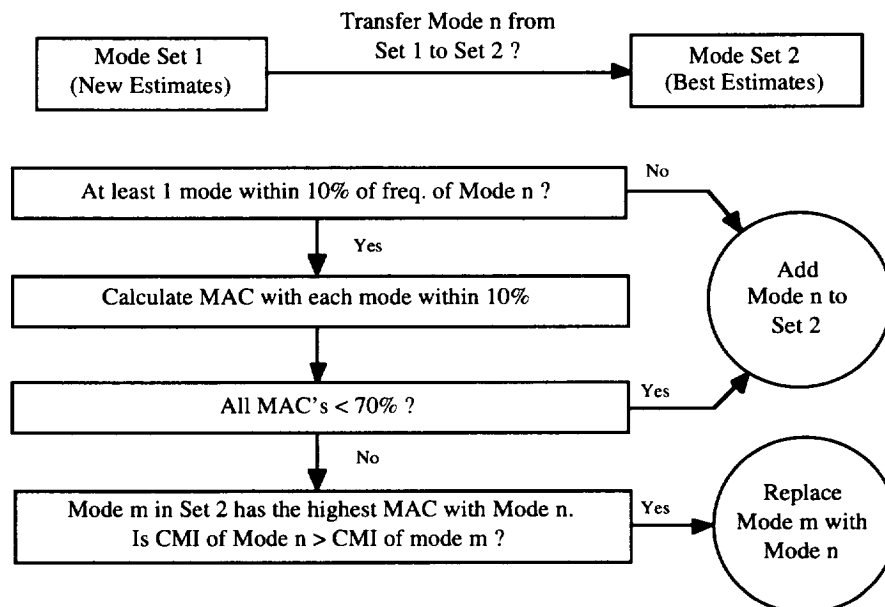 Transfer Mode n from
Set 1 to Set 2 ?
Mode Set 1
(New Estimates)
Mode Set 2
(Best Estimates)
At least 1 mode within 10% of freq. of Mode n ?
No
Yes
Calculate MAC with each mode within 10%
Add
Mode n to
Set 2
All MAC's < 70% ?
Yes
No
Mode m in Set 2 has the highest MAC with Mode n.
Is CMI of Mode n > CMI of mode m ?
Yes
Replace
Mode m with
Mode n